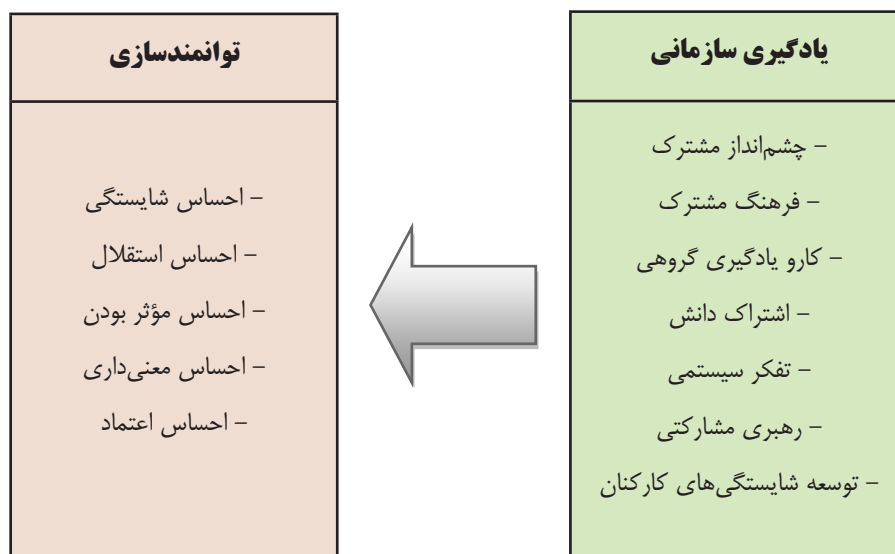 یادگیری سازمانی
– چشم‌انداز مشترک
– فرهنگ مشترک
– کارو یادگیری گروهی
– اشتراک دانش
– تفکر سیستمی
– رهبری مشارکتی
– توسعه شایستگی‌های کارکنان
توانمندسازی
– احساس شایستگی
– احساس استقلال
– احساس مؤثر بودن
– احساس معنی‌داری
– احساس اعتماد